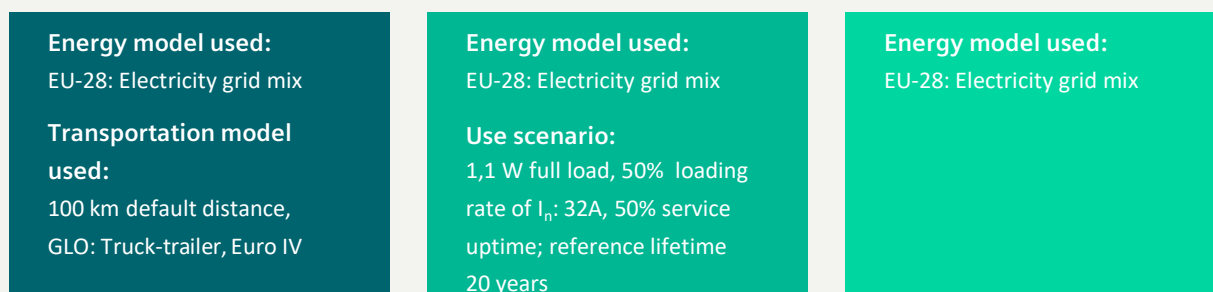 Energy model used:
EU-28: Electricity grid mix
Transportation model
used:
100 km default distance,
GLO: Truck-trailer, Euro IV
Energy model used:
EU-28: Electricity grid mix
Use scenario:
1,1 W full load, 50% loading
rate of Iₙ: 32A, 50% service
uptime; reference lifetime
20 years
Energy model used:
EU-28: Electricity grid mix